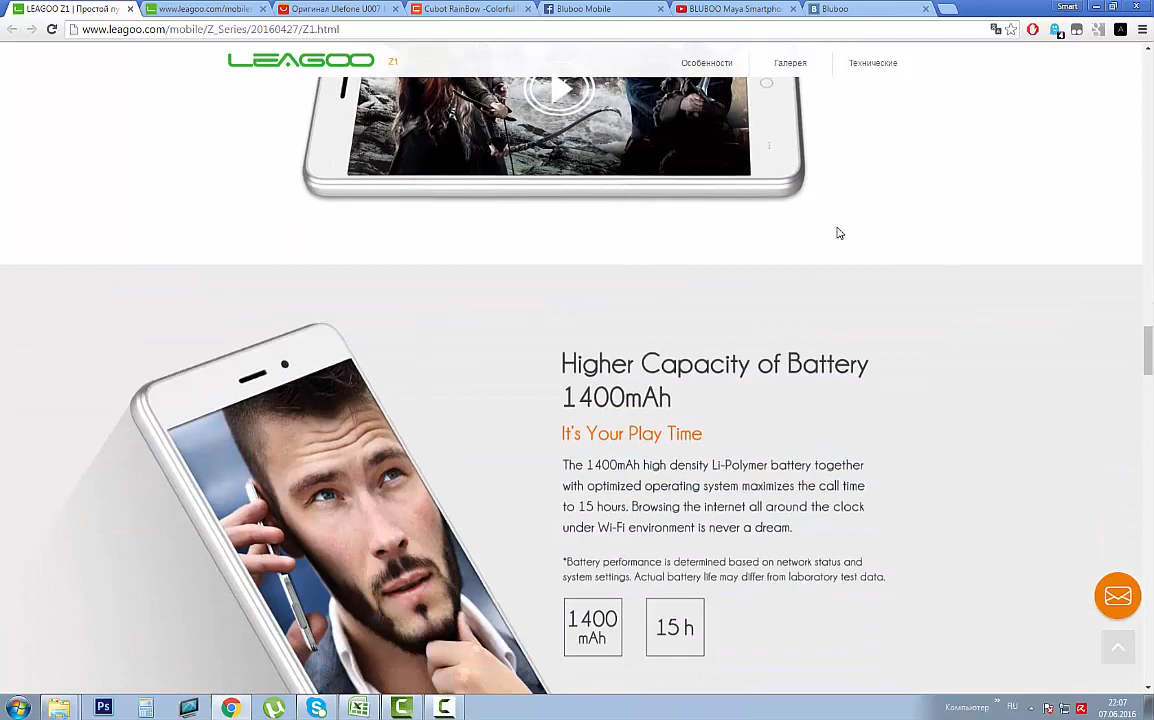 LEAGOO Z1 | Простой пу
www.leagoo.com/mobile
Оригинал Ulefone U007
Cubot RainBow -Colorful
Bluboo Mobile
BLUBOO Maya Smartpho
Bluboo
Smart
www.leagoo.com/mobile/Z_Series/20160427/Z1.html
LEAGOO Z1
Особенности
Галерея
Технические
Higher Capacity of Battery
1400mAh
It's Your Play Time
The 1400mAh high density Li-Polymer battery together
with optimized operating system maximizes the call time
to 15 hours. Browsing the internet all around the clock
under Wi-Fi environment is never a dream.
*Battery performance is determined based on network status and
system settings. Actual battery life may differ from laboratory test data.
1400
mAh
15 h
Компьютер
RU
22:07
07.06.2016